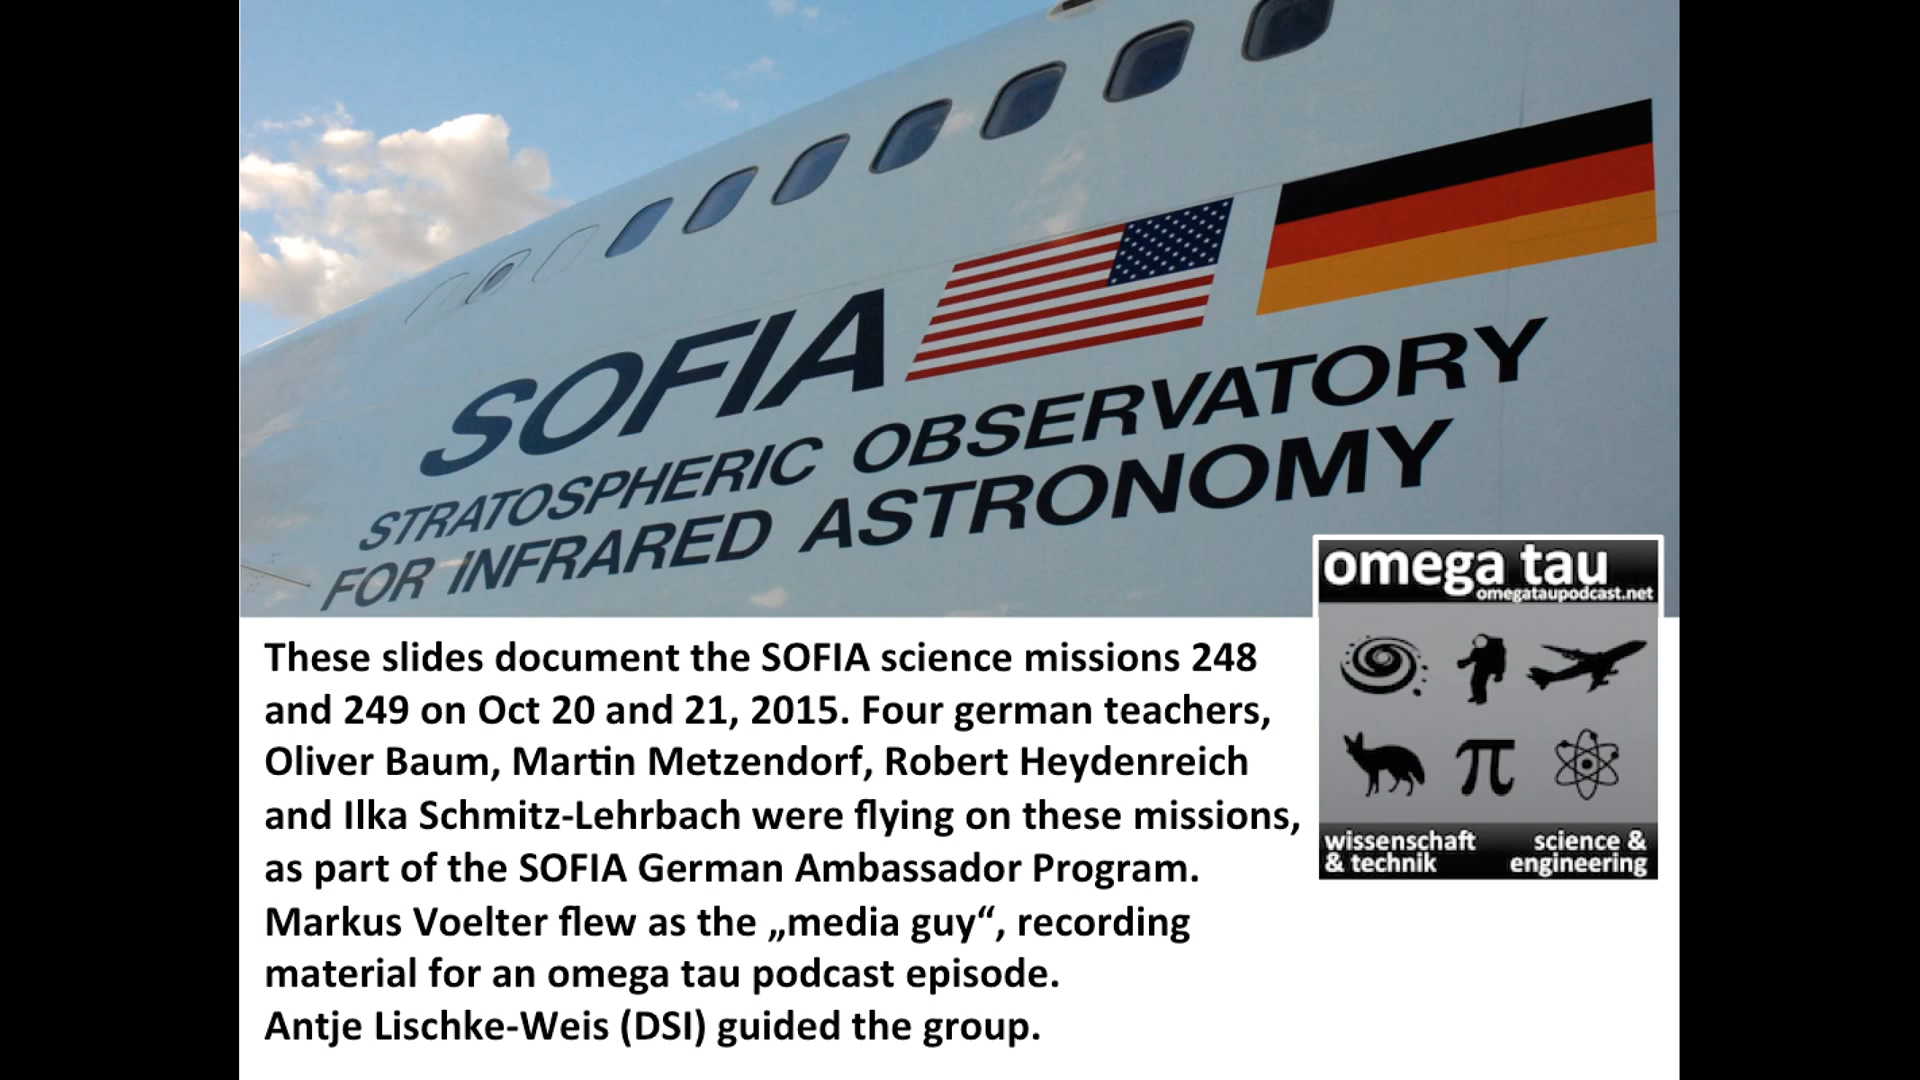 SOFIA
STRATOSPHERIC OBSERVATORY
FOR INFRARED ASTRONOMY
omega tau
omegataupodcast.net
π
wissenschaft
& technik
science &
engineering
These slides document the SOFIA science missions 248
and 249 on Oct 20 and 21, 2015. Four german teachers,
Oliver Baum, Martin Metzendorf, Robert Heydenreich
and Ilka Schmitz-Lehrbach were flying on these missions,
as part of the SOFIA German Ambassador Program.
Markus Voelter flew as the „media guy“, recording
material for an omega tau podcast episode.
Antje Lischke-Weis (DSI) guided the group.